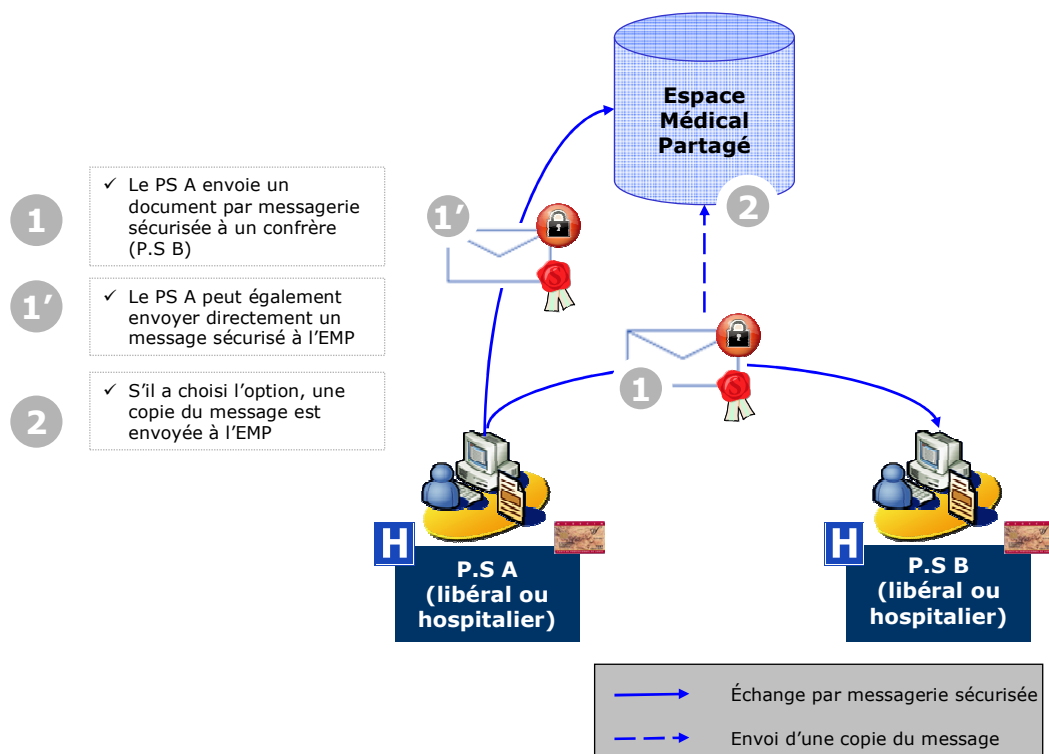 Espace
Médical
Partagé
1
✓ Le PS A envoie un
document par messagerie
sécurisée à un confrère
(P.S B)
1’
✓ Le PS A peut également
envoyer directement un
message sécurisé à l’EMP
2
✓ S’il a choisi l’option, une
copie du message est
envoyée à l’EMP
1’
2
1
H
P.S A
(libéral ou
hospitalier)
H
P.S B
(libéral ou
hospitalier)
Échange par messagerie sécurisée
Envoi d’une copie du message